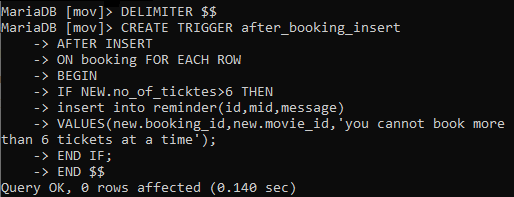 MariaDB [mov]> DELIMITER $$
MariaDB [mov]> CREATE TRIGGER after_booking_insert
    -> AFTER INSERT
    -> ON booking FOR EACH ROW
    -> BEGIN
    -> IF NEW.no_of_ticktes>6 THEN
    -> insert into reminder(id,mid,message)
    -> VALUES(new.booking_id,new.movie_id,'you cannot book more
than 6 tickets at a time');
    -> END IF;
    -> END $$
Query OK, 0 rows affected (0.140 sec)